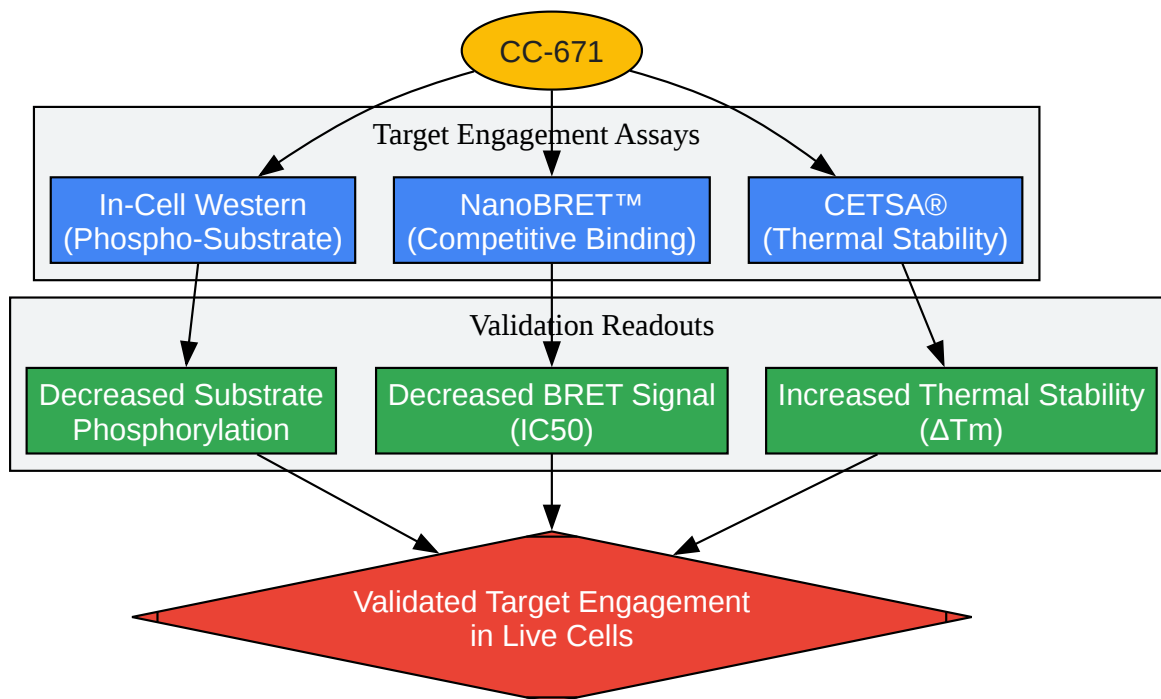 CC-671
Target Engagement Assays
In-Cell Western
(Phospho-Substrate)
NanoBRET™
(Competitive Binding)
CETSA®
(Thermal Stability)
Validation Readouts
Decreased Substrate
Phosphorylation
Decreased BRET Signal
(IC50)
Increased Thermal Stability
(ΔTm)
Validated Target Engagement
in Live Cells